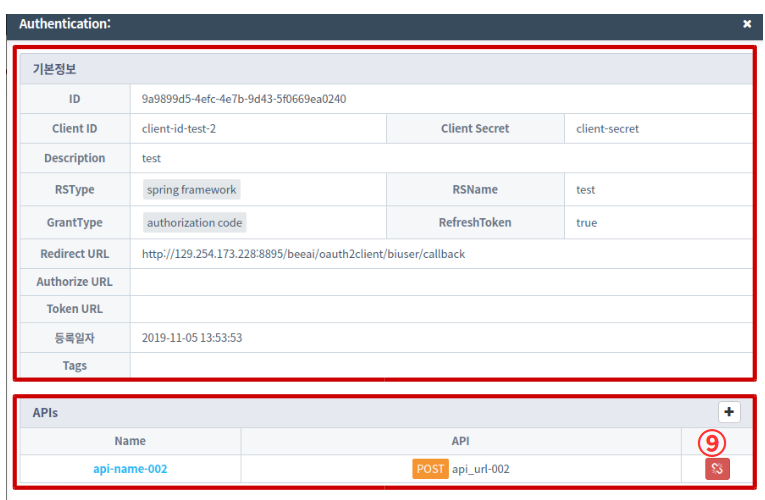 Authentication:
기본정보
ID 9a9899d5-4efc-4e7b-9d43-5f0669ea0240
Client ID client-id-test-2 Client Secret client-secret
Description test
RSType spring framework RSName test
GrantType authorization code RefreshToken true
Redirect URL http://129.254.173.228:8895/beeai/oauth2client/biuser/callback
Authorize URL
Token URL
등록일자 2019-11-05 13:53:53
Tags
APIs
Name API
⑨
api-name-002 POST api_url-002